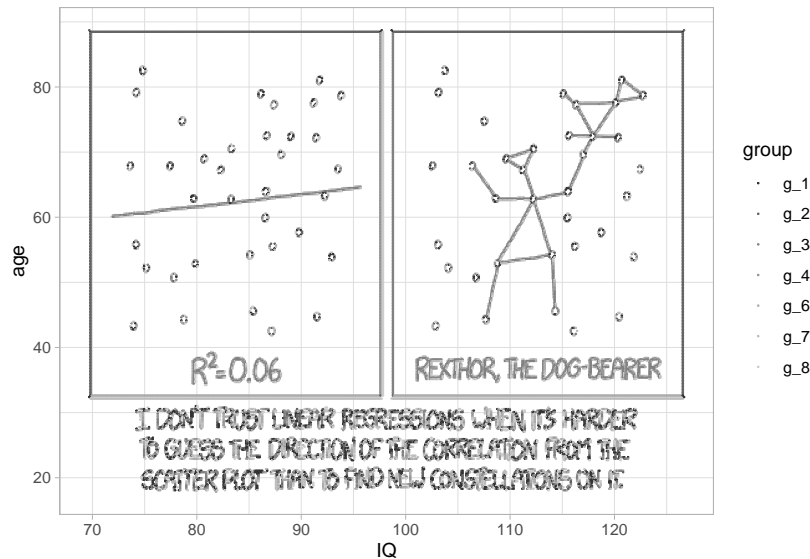 80
60
40
20
age
R²=0.06
REXTHOR, THE DOG-BEARER
I DON'T TRUST LINEAR REGRESSIONS WHEN IT'S HARDER
TO GUESS THE DIRECTION OF THE CORRELATION FROM THE
SCATTER PLOT THAN TO FIND NEW CONSTELLATIONS ON IT.
70 80 90 100 110 120
IQ
group
g_1
g_2
g_3
g_4
g_6
g_7
g_8